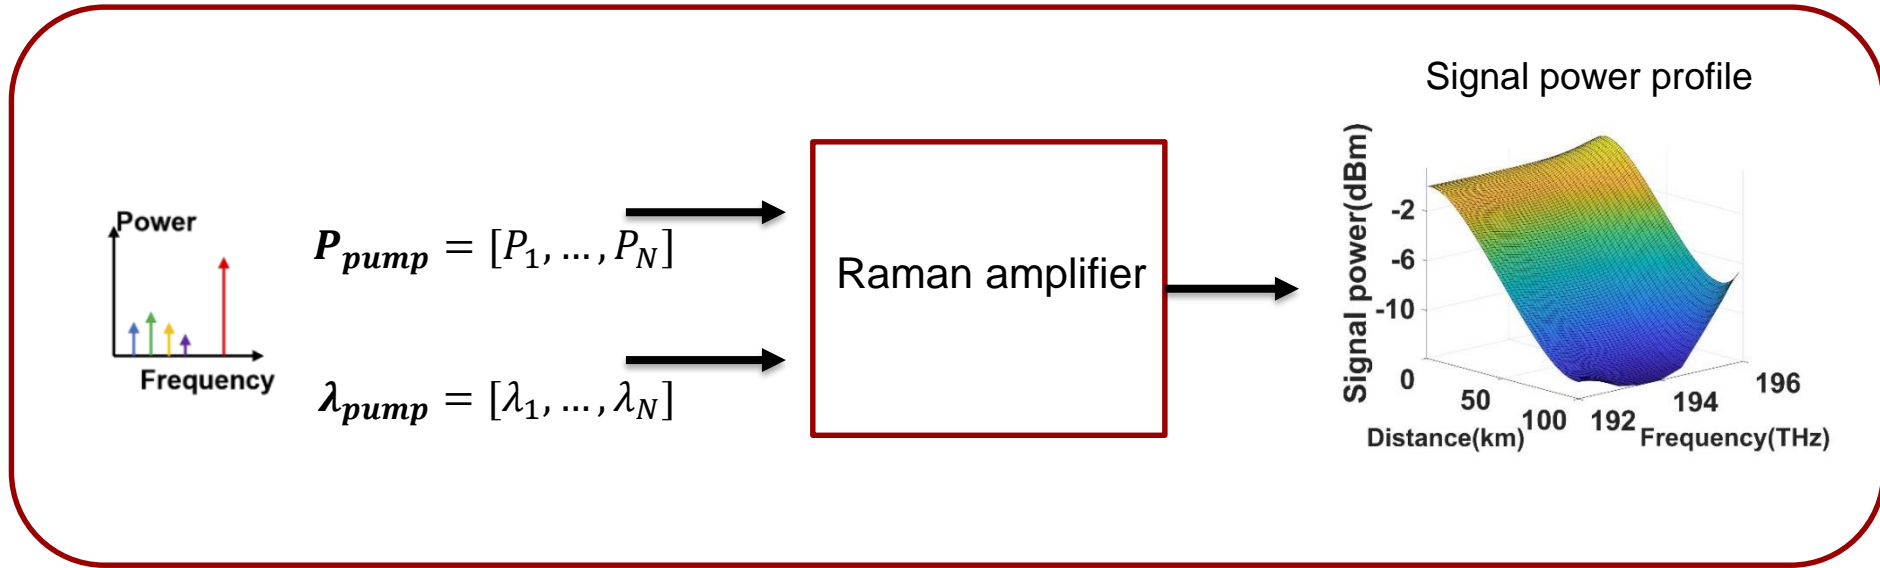 Signal power profile
Power
Frequency
P_pump = [P_1, ... , P_N]
λ_pump = [λ_1, ... , λ_N]
Raman amplifier
Signal power(dBm)
-2
-6
-10
0
50
100
Distance(km)
192
194
196
Frequency(THz)